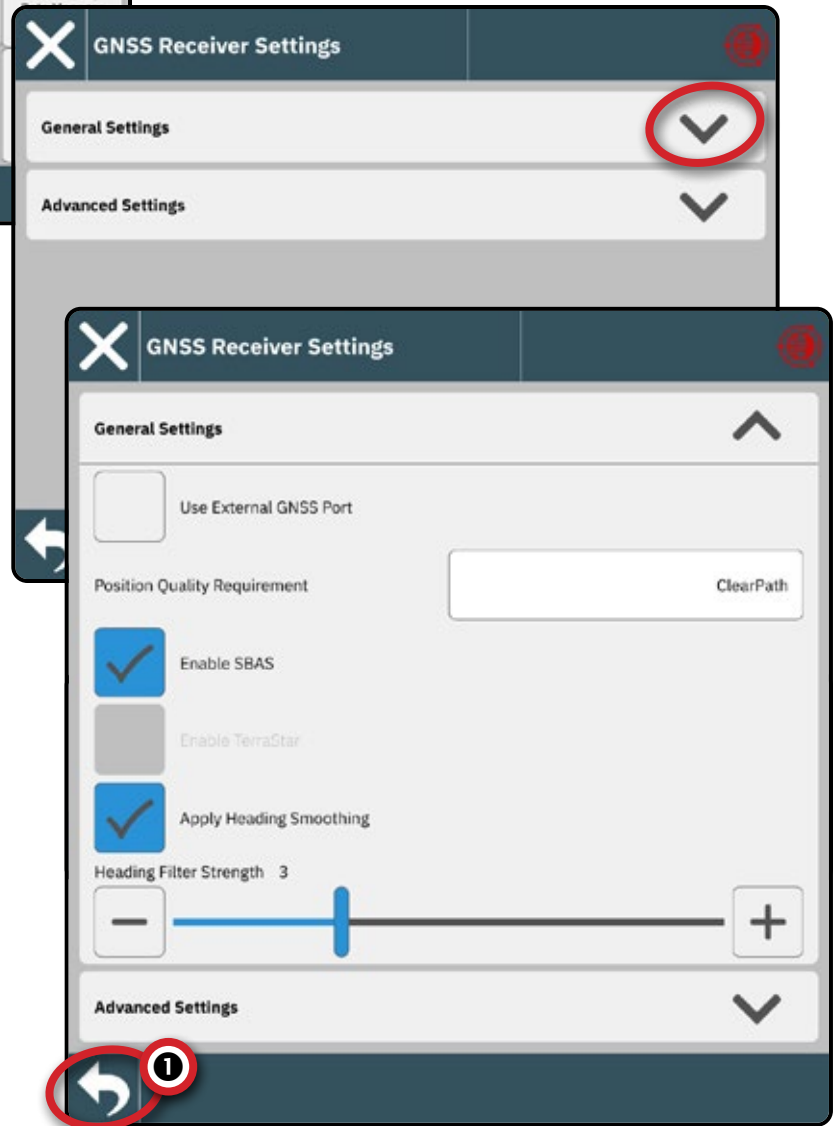 GNSS Receiver Settings
General Settings
Advanced Settings
GNSS Receiver Settings
General Settings
Use External GNSS Port
Position Quality Requirement ClearPath
Enable SBAS
Enable TerraStar
Apply Heading Smoothing
Heading Filter Strength 3
Advanced Settings
1